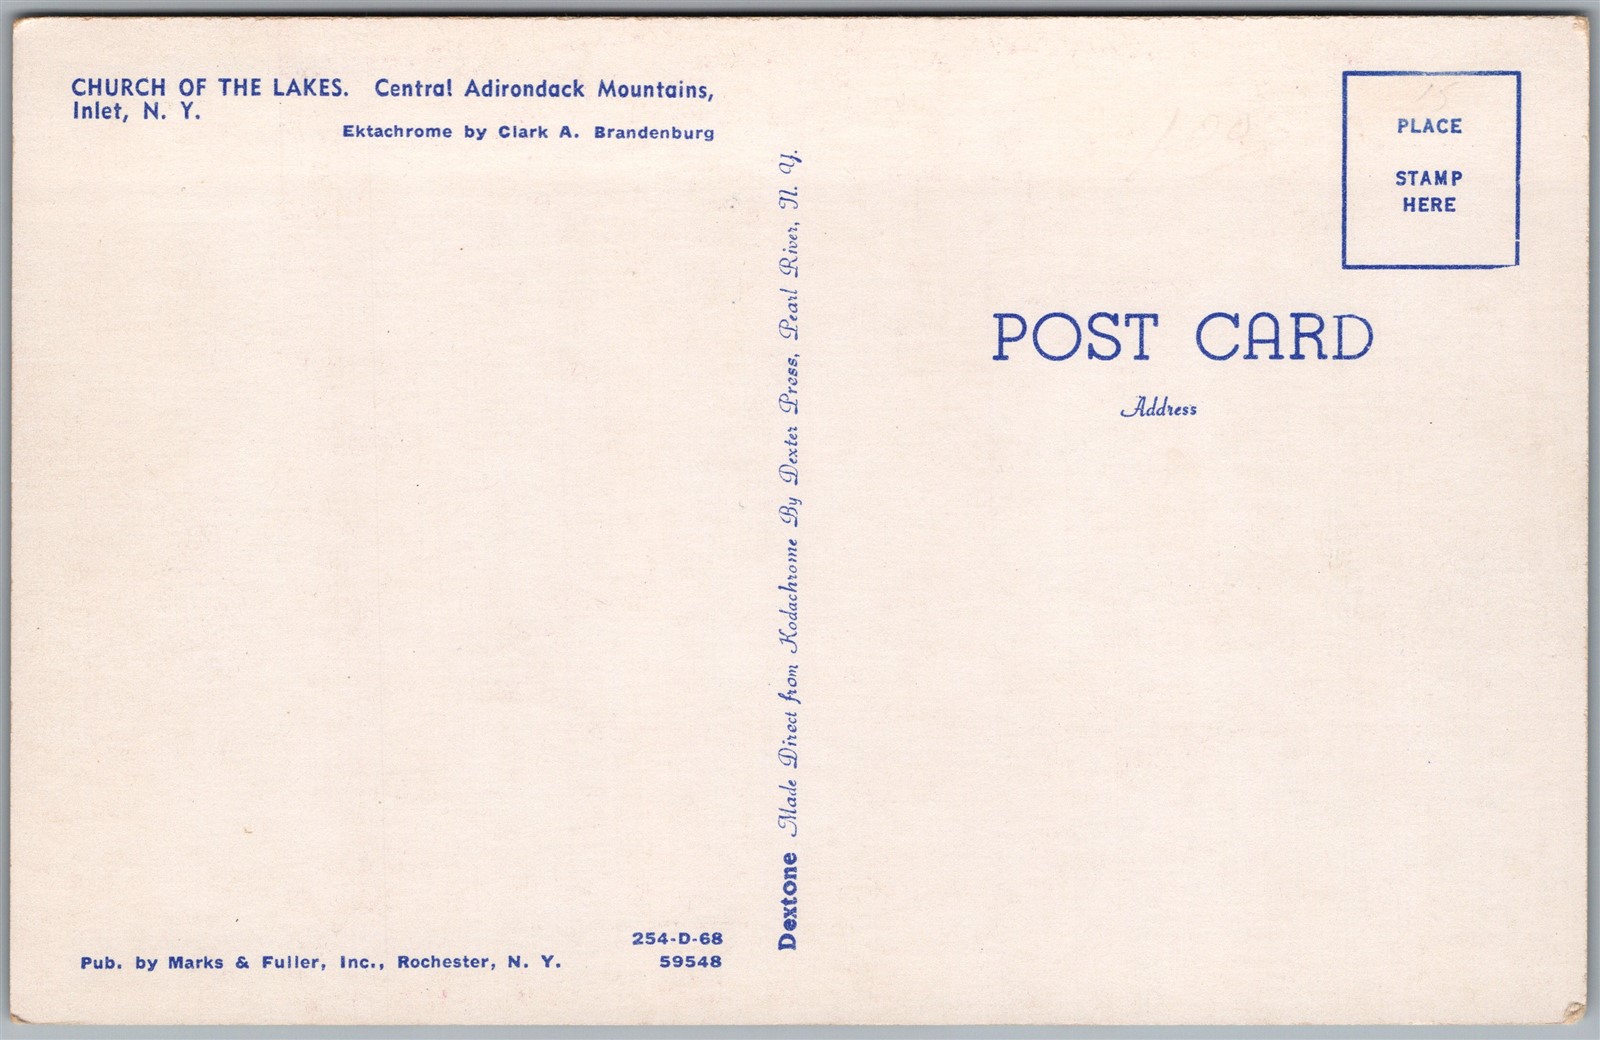 CHURCH OF THE LAKES. Central Adirondack Mountains,
Inlet, N. Y.
Ektachrome by Clark A. Brandenburg
PLACE
STAMP
HERE
POST CARD
Address
Dextone Made Direct from Kodachrome By Dexter Press, Pearl River, N. Y.
254-D-68
Pub. by Marks & Fuller, Inc., Rochester, N. Y. 59548